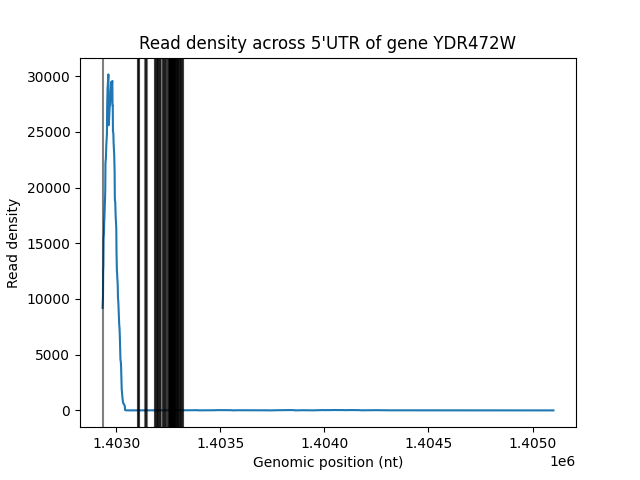 Read density across 5'UTR of gene YDR472W
30000
25000
20000
15000
10000
5000
0
Read density
1.4030 1.4035 1.4040 1.4045 1.4050
1e6
Genomic position (nt)